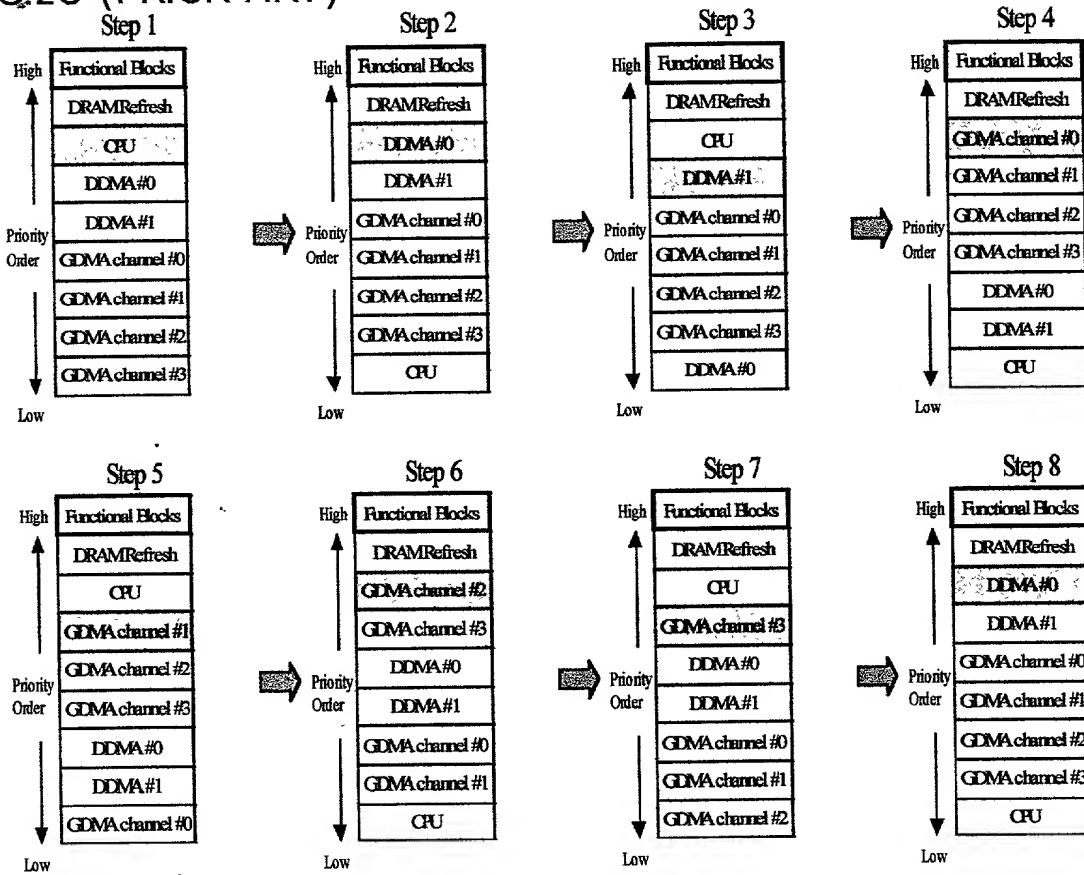 (PRIOR ART)
Step 1
High
Functional Blocks
DRAMRefresh
CPU
DDMA#0
DDMA#1
GDMA channel #0
GDMA channel #1
GDMA channel #2
GDMA channel #3
Priority
Order
Low
Step 2
High
Functional Blocks
DRAMRefresh
DDMA#0
DDMA#1
GDMA channel #0
GDMA channel #1
GDMA channel #2
GDMA channel #3
CPU
Priority
Order
Low
Step 3
High
Functional Blocks
DRAMRefresh
CPU
DDMA#1
GDMA channel #0
GDMA channel #1
GDMA channel #2
GDMA channel #3
DDMA#0
Priority
Order
Low
Step 4
High
Functional Blocks
DRAMRefresh
GDMA channel #0
GDMA channel #1
GDMA channel #2
GDMA channel #3
DDMA#0
DDMA#1
CPU
Priority
Order
Low
Step 5
High
Functional Blocks
DRAMRefresh
CPU
GDMA channel #1
GDMA channel #2
GDMA channel #3
DDMA#0
DDMA#1
GDMA channel #0
Priority
Order
Low
Step 6
High
Functional Blocks
DRAMRefresh
GDMA channel #2
GDMA channel #3
DDMA#0
DDMA#1
GDMA channel #0
GDMA channel #1
CPU
Priority
Order
Low
Step 7
High
Functional Blocks
DRAMRefresh
CPU
GDMA channel #3
DDMA#0
DDMA#1
GDMA channel #0
GDMA channel #1
GDMA channel #2
Priority
Order
Low
Step 8
High
Functional Blocks
DRAMRefresh
DDMA#0
DDMA#1
GDMA channel #0
GDMA channel #1
GDMA channel #2
GDMA channel #3
CPU
Priority
Order
Low